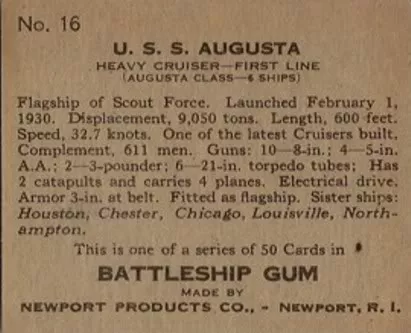 No. 16
U. S. S. AUGUSTA
HEAVY CRUISER—FIRST LINE
(AUGUSTA CLASS—6 SHIPS)
Flagship of Scout Force. Launched February 1,
1930. Displacement, 9,050 tons. Length, 600 feet.
Speed, 32.7 knots. One of the latest Cruisers built.
Complement, 611 men. Guns: 10—8-in.; 4—5-in.
A.A.; 2—3-pounder; 6—21-in. torpedo tubes; Has
2 catapults and carries 4 planes. Electrical drive.
Armor 3-in. at belt. Fitted as flagship. Sister ships:
Houston, Chester, Chicago, Louisville, North-
ampton.
This is one of a series of 50 Cards in
BATTLESHIP GUM
MADE BY
NEWPORT PRODUCTS CO., - NEWPORT, R. I.